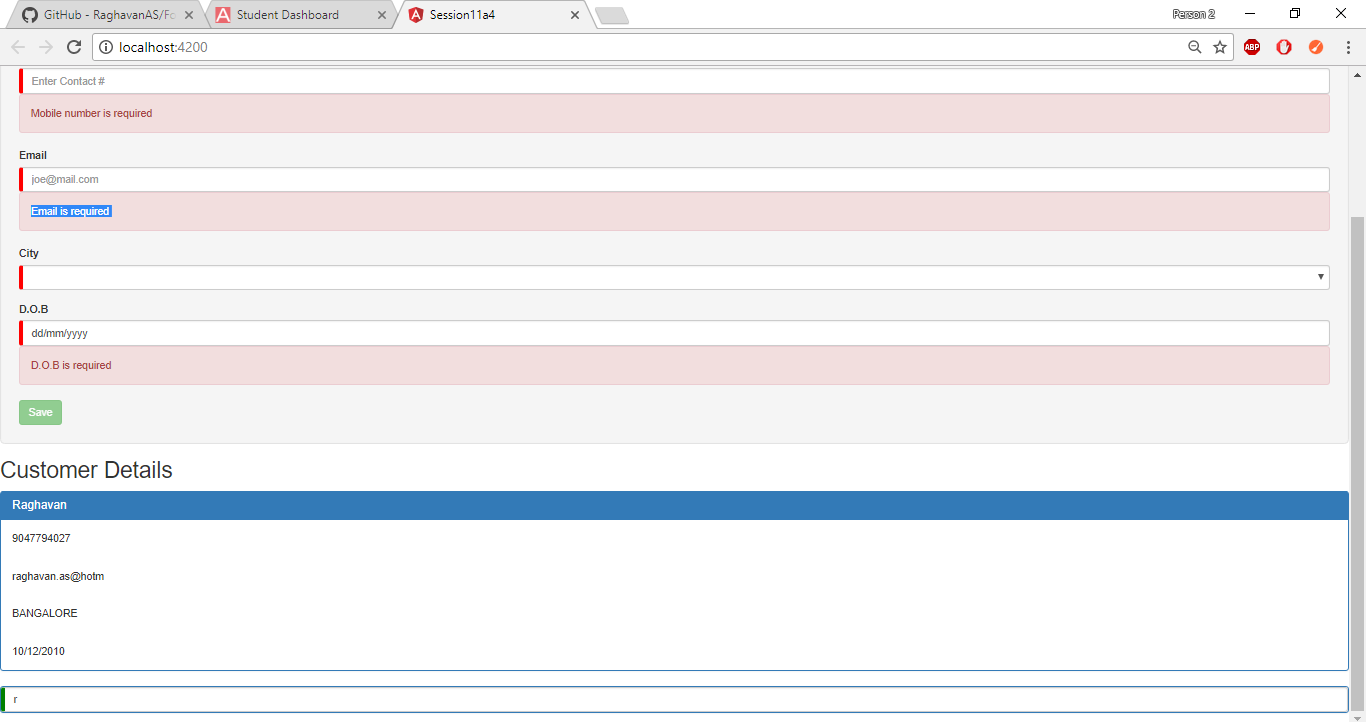 GitHub - RaghavanAS/Fo
Student Dashboard
Session11a4
Person 2
localhost:4200
ABP
Enter Contact #
Mobile number is required
Email
joe@mail.com
Email is required
City
D.O.B
dd/mm/yyyy
D.O.B is required
Save
Customer Details
Raghavan
9047794027
raghavan.as@hotm
BANGALORE
10/12/2010
r